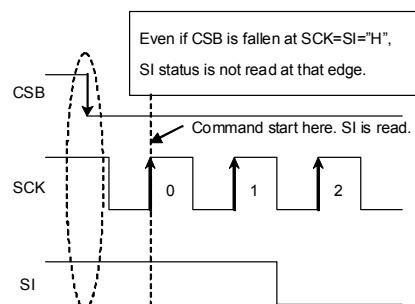 Even if CSB is fallen at SCK=SI="H",
SI status is not read at that edge.
CSB
Command start here. SI is read.
SCK
0
1
2
SI